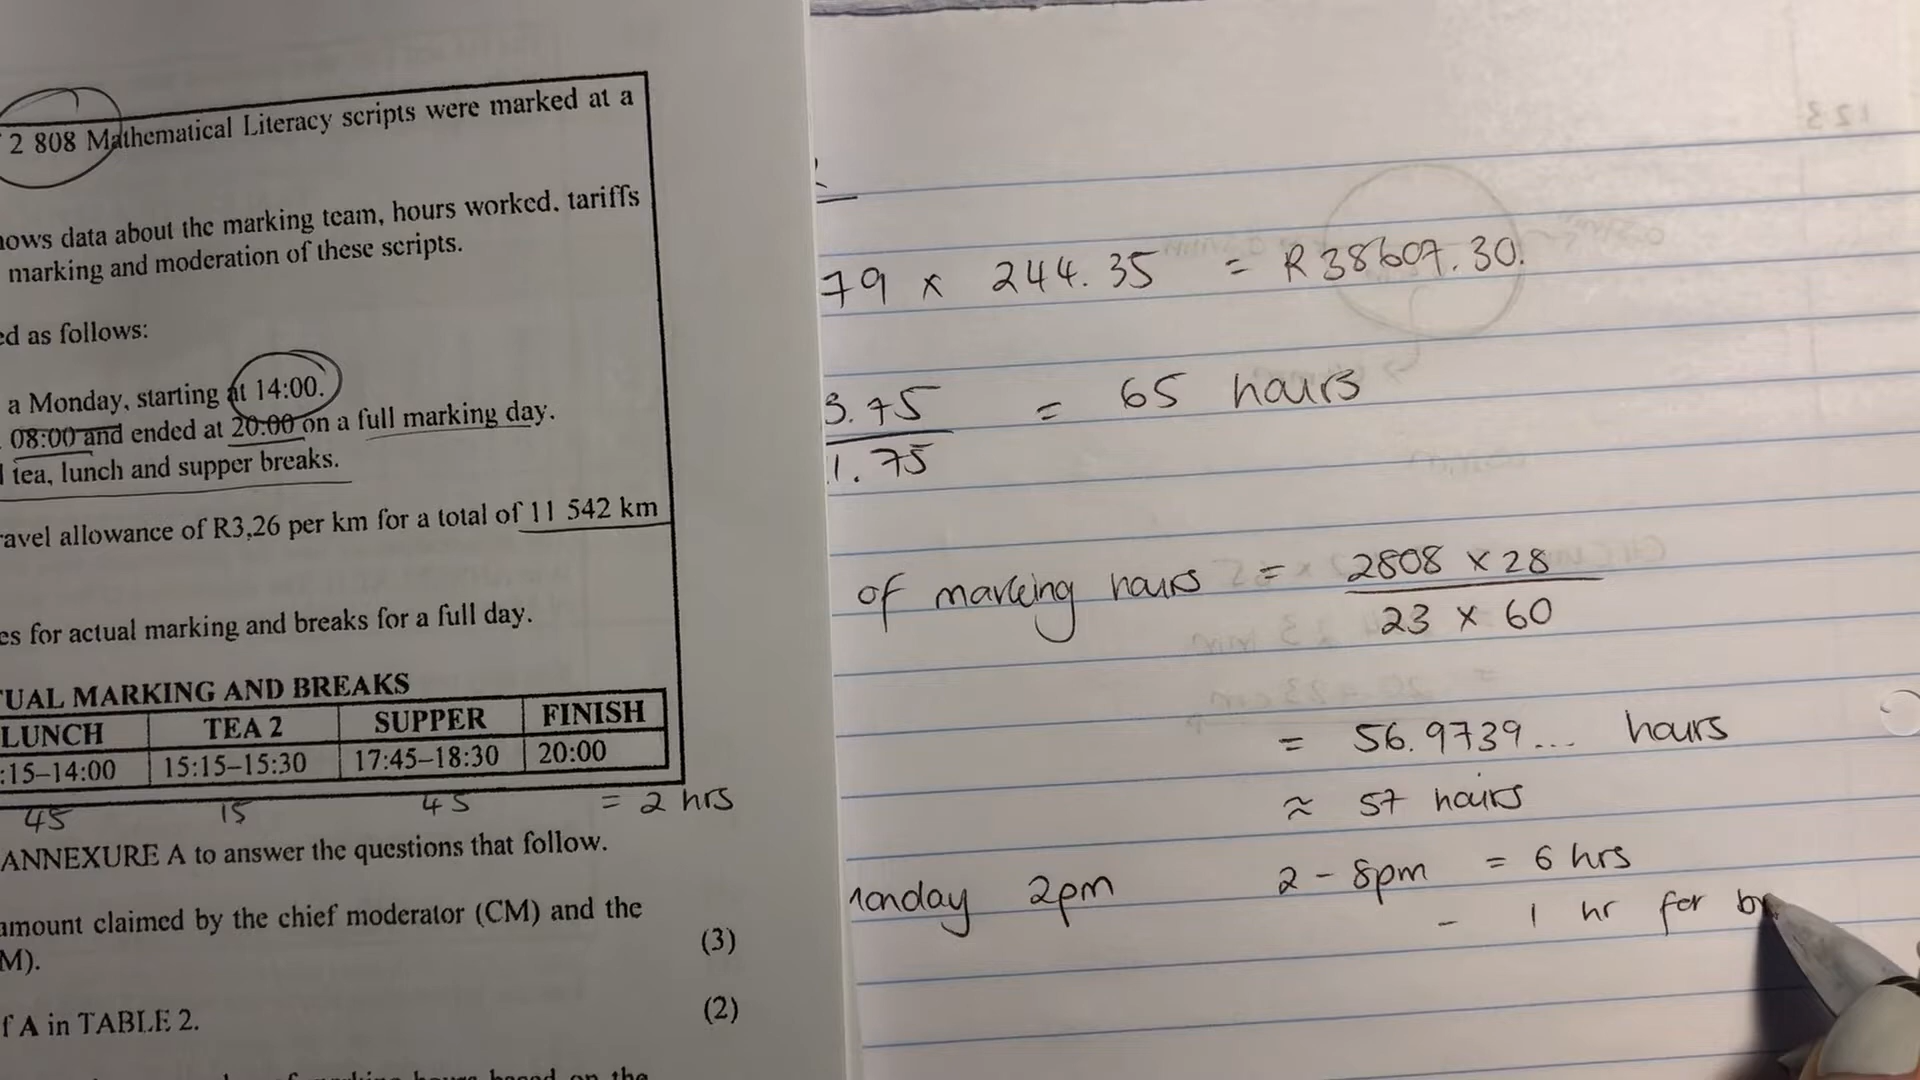 2 808 Mathematical Literacy scripts were marked at a
ows data about the marking team, hours worked. tariffs
marking and moderation of these scripts.
ed as follows:
a Monday, starting at 14:00.
08:00 and ended at 20:00 on a full marking day.
tea, lunch and supper breaks.
ravel allowance of R3,26 per km for a total of 11 542 km
es for actual marking and breaks for a full day.
TUAL MARKING AND BREAKS
LUNCH TEA 2 SUPPER FINISH
:15–14:00 15:15–15:30 17:45–18:30 20:00
45 15 45 = 2 hrs
ANNEXURE A to answer the questions that follow.
amount claimed by the chief moderator (CM) and the
M). (3)
f A in TABLE 2. (2)
79 × 244.35 = R38607.30.
3.75 = 65 hours
1.75
of marking hours = 2808 × 28
23 × 60
= 56.9739... hours
≈ 57 hours
monday 2pm 2 - 8pm = 6 hrs
- 1 hr for br